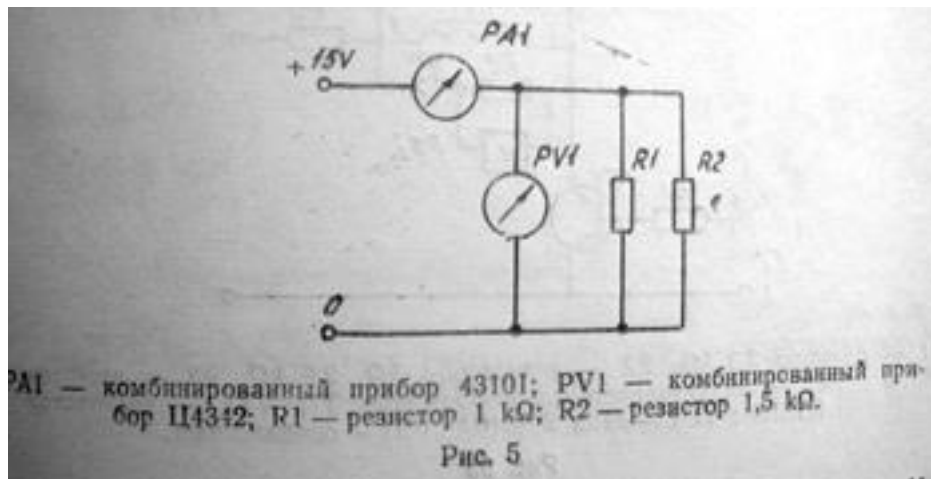 PA1
+ 15V
PV1
R1
R2
0
PA1 — комбинированный прибор 43101; PV1 — комбинированный при-
бор Ц4342; R1 — резистор 1 kΩ; R2 — резистор 1,5 kΩ.
Рис. 5